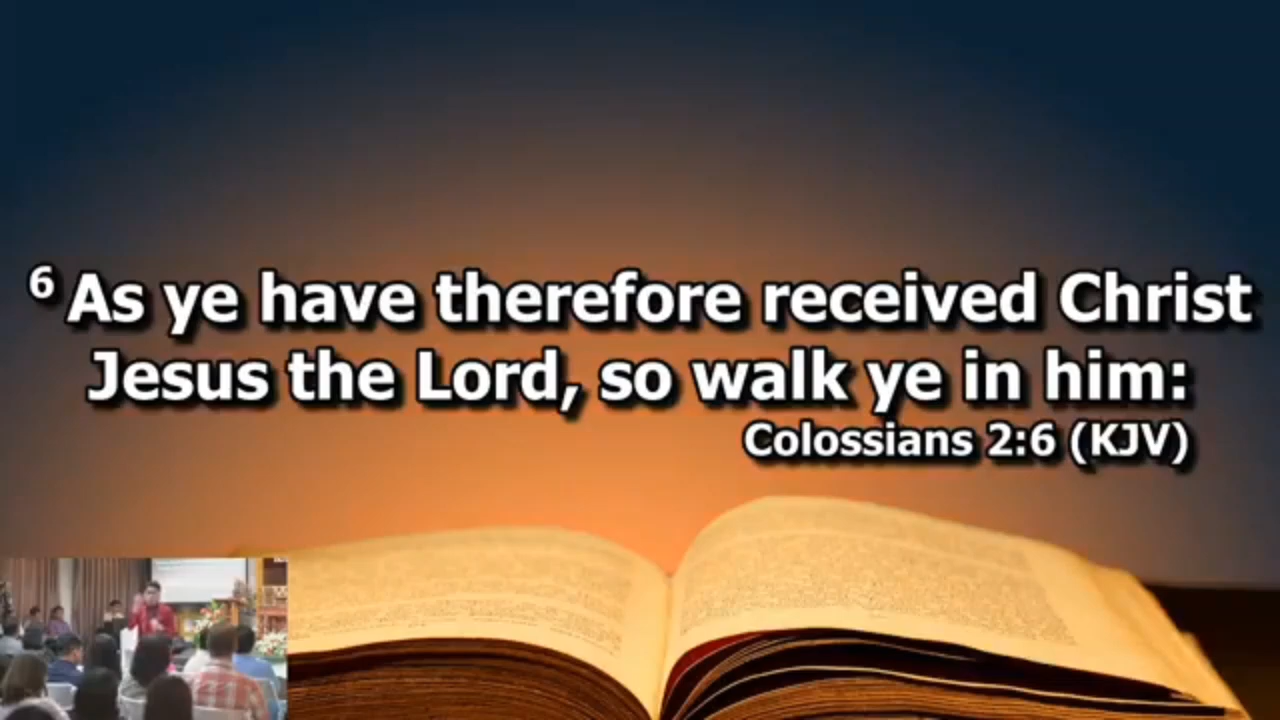 6 As ye have therefore received Christ
Jesus the Lord, so walk ye in him:
Colossians 2:6 (KJV)